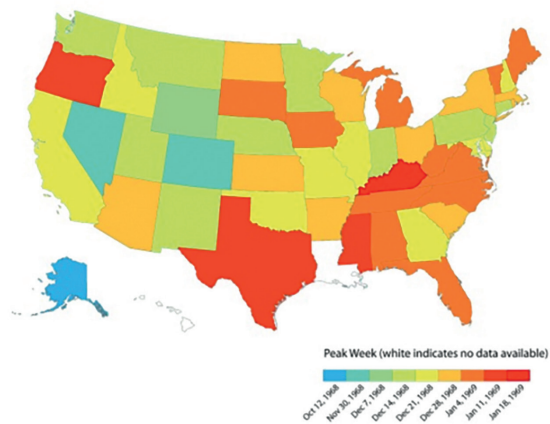 Peak Week (white indicates no data available)
Oct 12, 1968
Nov 30, 1968
Dec 7, 1968
Dec 14, 1968
Dec 21, 1968
Dec 28, 1968
Jan 4, 1969
Jan 11, 1969
Jan 18, 1969